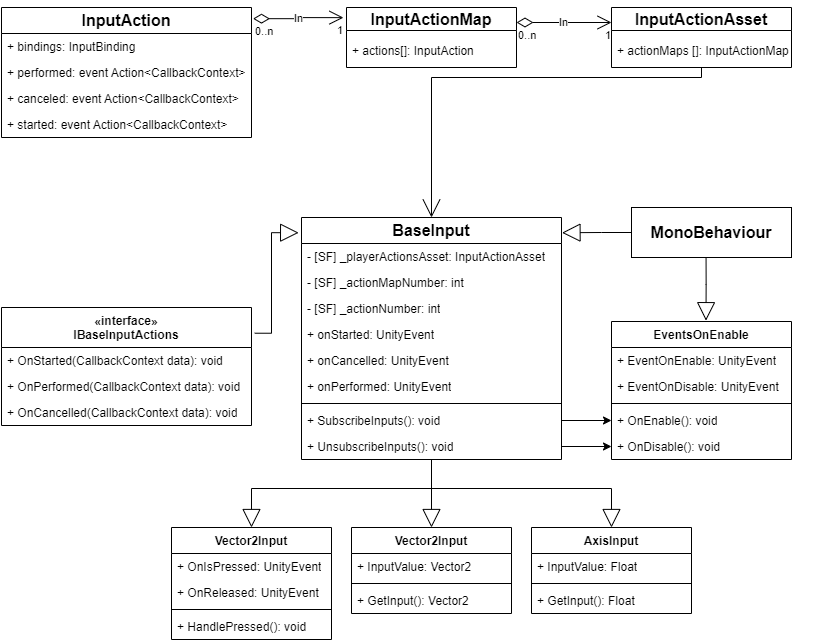 InputAction
+ bindings: InputBinding
+ performed: event Action<CallbackContext>
+ canceled: event Action<CallbackContext>
+ started: event Action<CallbackContext>
In
0..n
1
InputActionMap
+ actions[]: InputAction
In
0..n
1
InputActionAsset
+ actionMaps []: InputActionMap
BaseInput
- [SF] _playerActionsAsset: InputActionAsset
- [SF] _actionMapNumber: int
- [SF] _actionNumber: int
+ onStarted: UnityEvent
+ onCancelled: UnityEvent
+ onPerformed: UnityEvent
+ SubscribeInputs(): void
+ UnsubscribeInputs(): void
MonoBehaviour
«interface»
IBaseInputActions
+ OnStarted(CallbackContext data): void
+ OnPerformed(CallbackContext data): void
+ OnCancelled(CallbackContext data): void
EventsOnEnable
+ EventOnEnable: UnityEvent
+ EventOnDisable: UnityEvent
+ OnEnable(): void
+ OnDisable(): void
Vector2Input
+ OnIsPressed: UnityEvent
+ OnReleased: UnityEvent
+ HandlePressed(): void
Vector2Input
+ InputValue: Vector2
+ GetInput(): Vector2
AxisInput
+ InputValue: Float
+ GetInput(): Float